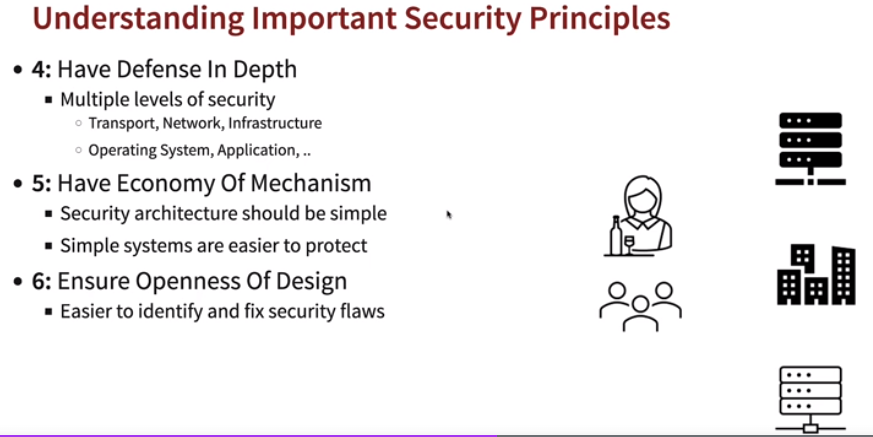 Understanding Important Security Principles
• 4: Have Defense In Depth
▪ Multiple levels of security
○ Transport, Network, Infrastructure
○ Operating System, Application, ..
• 5: Have Economy Of Mechanism
▪ Security architecture should be simple
▪ Simple systems are easier to protect
• 6: Ensure Openness Of Design
▪ Easier to identify and fix security flaws